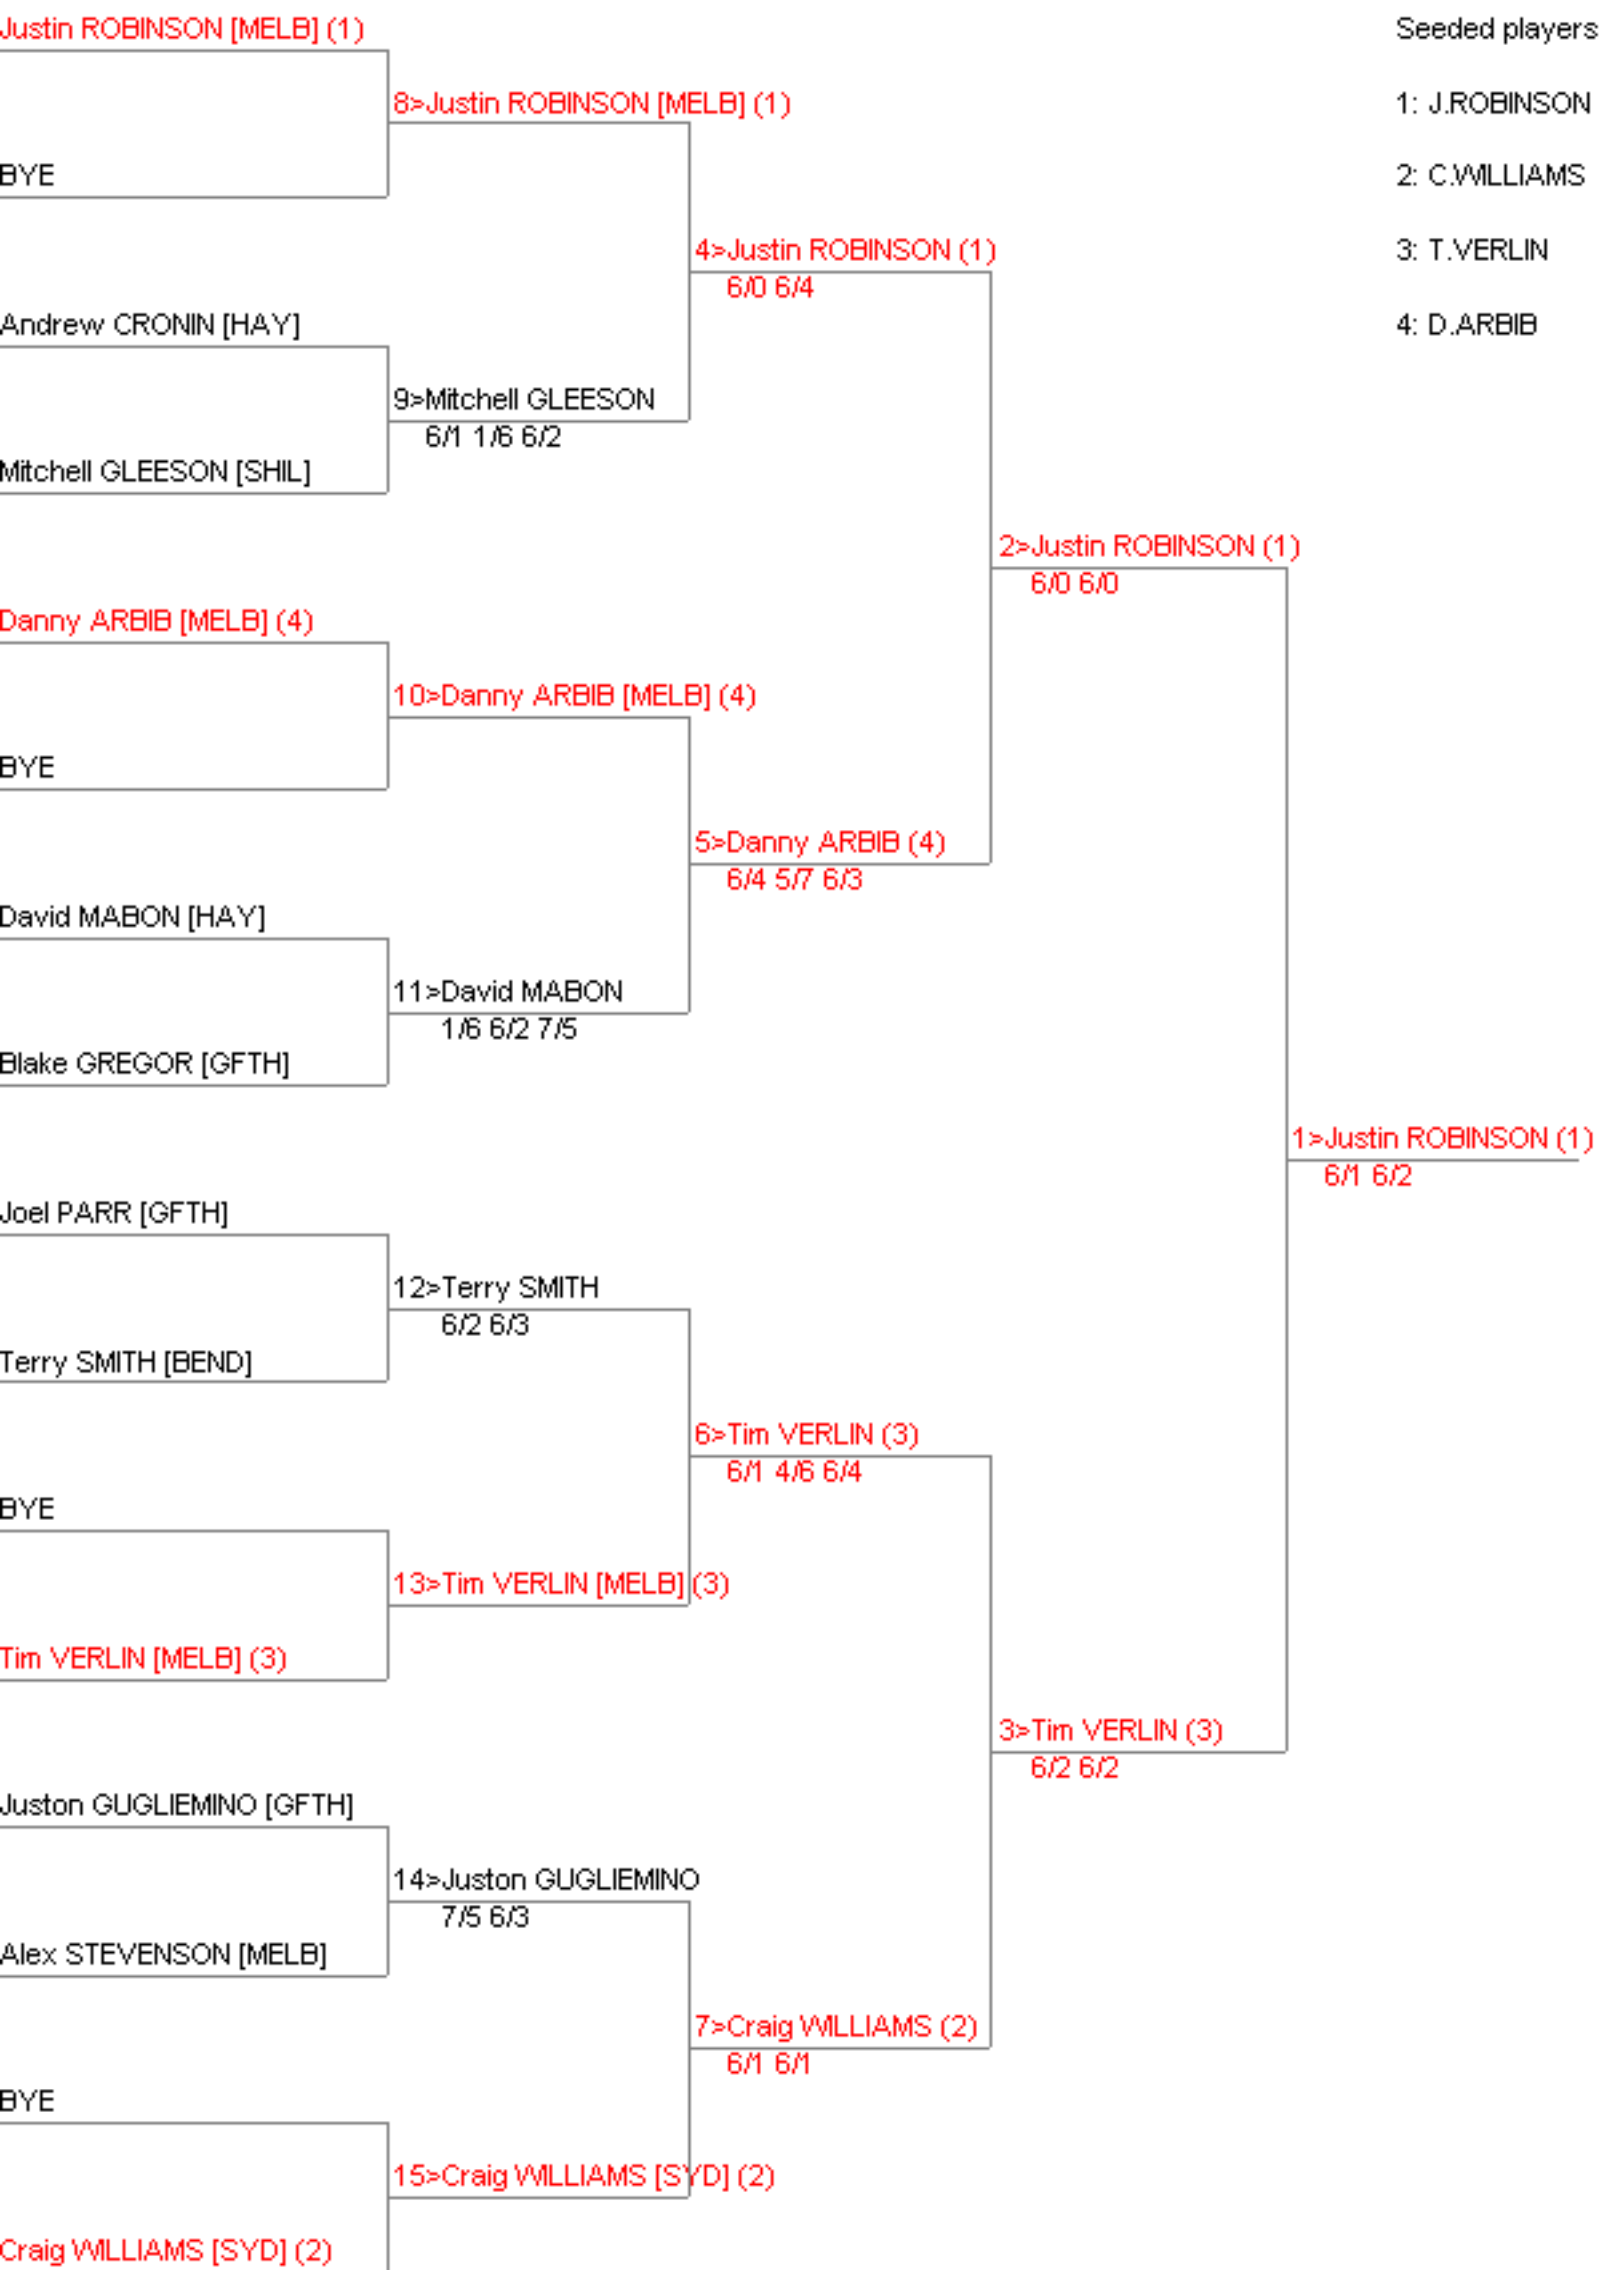 Justin ROBINSON [MELB] (1)
Seeded players
8>Justin ROBINSON [MELB] (1)
1: J.ROBINSON
BYE
2: C.WILLIAMS
4>Justin ROBINSON (1)
3: T.VERLIN
6/0 6/4
Andrew CRONIN [HAY]
4: D.ARBIB
9>Mitchell GLEESON
6/1 1/6 6/2
Mitchell GLEESON [SHIL]
2>Justin ROBINSON (1)
6/0 6/0
Danny ARBIB [MELB] (4)
10>Danny ARBIB [MELB] (4)
BYE
5>Danny ARBIB (4)
6/4 5/7 6/3
David MABON [HAY]
11>David MABON
1/6 6/2 7/5
Blake GREGOR [GFTH]
1>Justin ROBINSON (1)
6/1 6/2
Joel PARR [GFTH]
12>Terry SMITH
6/2 6/3
Terry SMITH [BEND]
6>Tim VERLIN (3)
6/1 4/6 6/4
BYE
13>Tim VERLIN [MELB] (3)
Tim VERLIN [MELB] (3)
3>Tim VERLIN (3)
6/2 6/2
Juston GUGLIEMINO [GFTH]
14>Juston GUGLIEMINO
7/5 6/3
Alex STEVENSON [MELB]
7>Craig WILLIAMS (2)
6/1 6/1
BYE
15>Craig WILLIAMS [SYD] (2)
Craig WILLIAMS [SYD] (2)